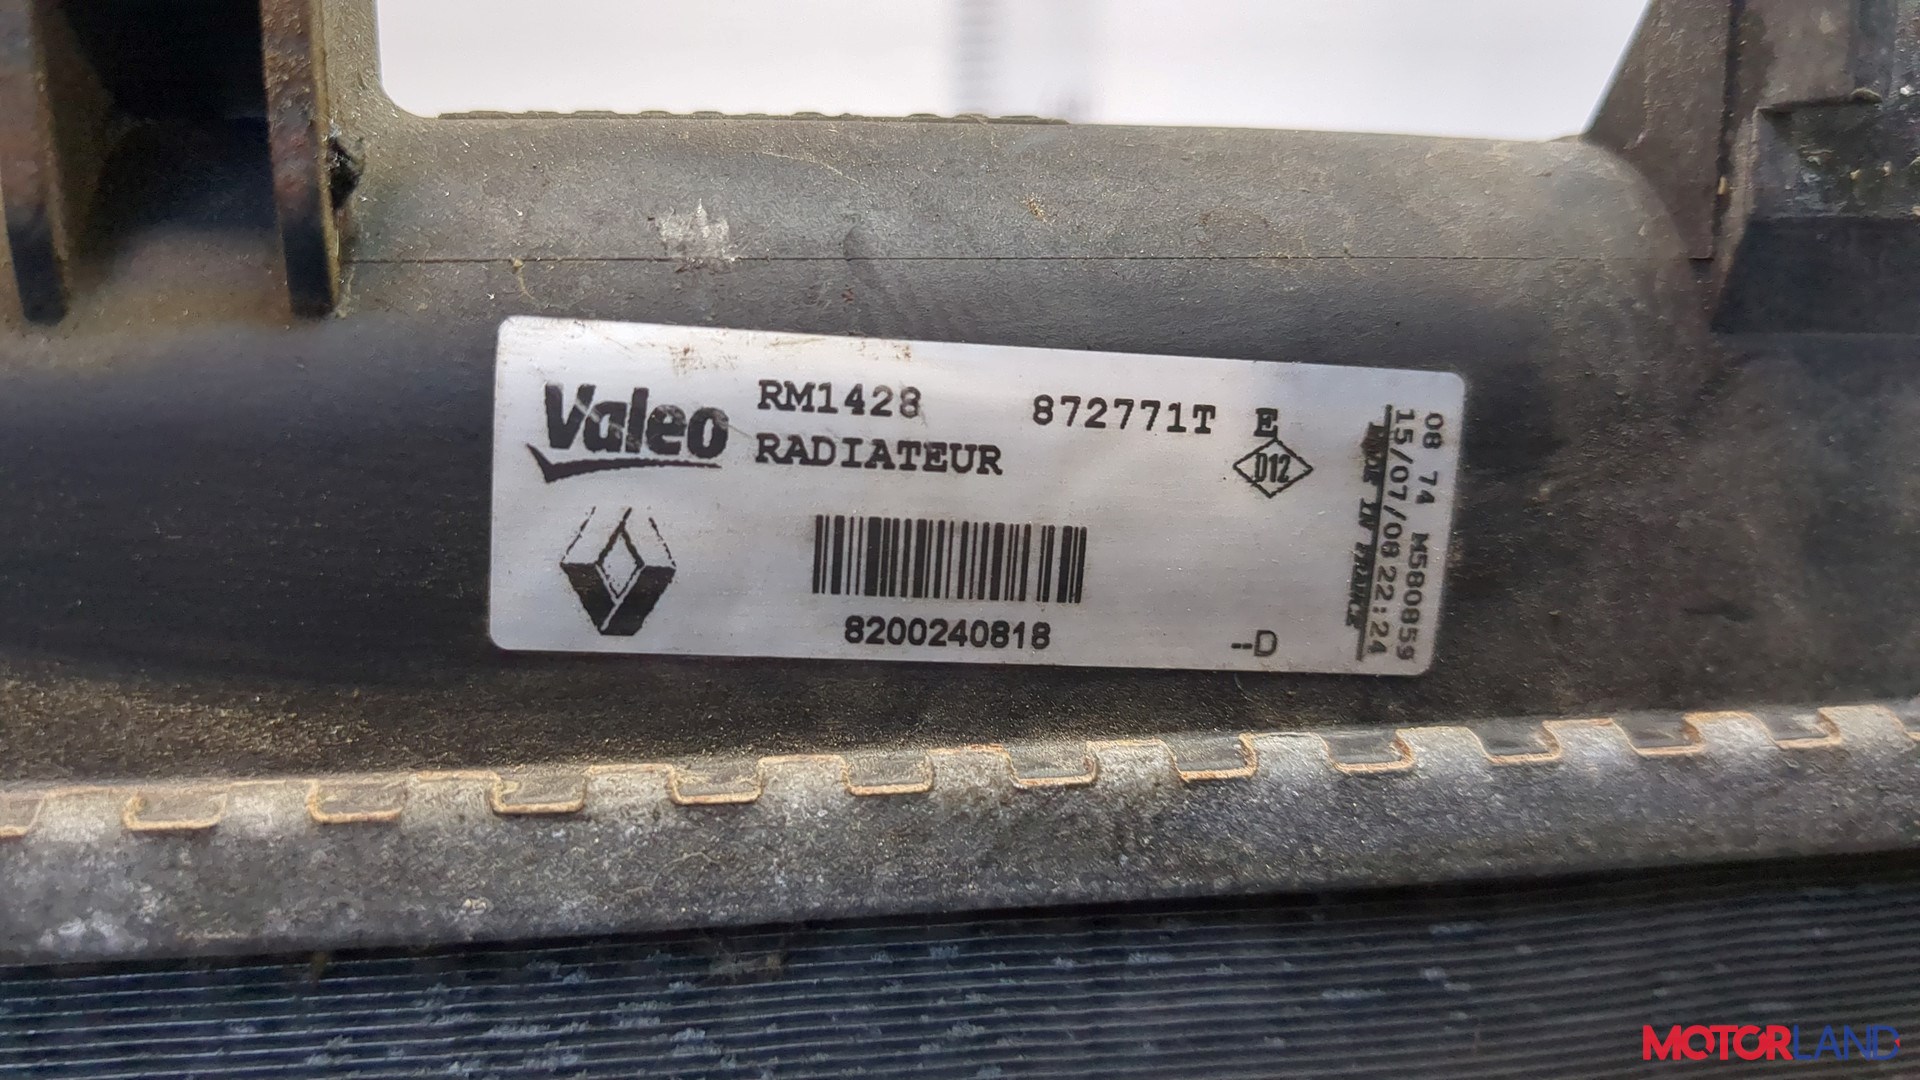 Valeo
RM1428 872771T E
RADIATEUR
D12
8200240818
--D
MADE IN FRANCE
15/07/08 22:24
08 74 M580859
MOTORLAND